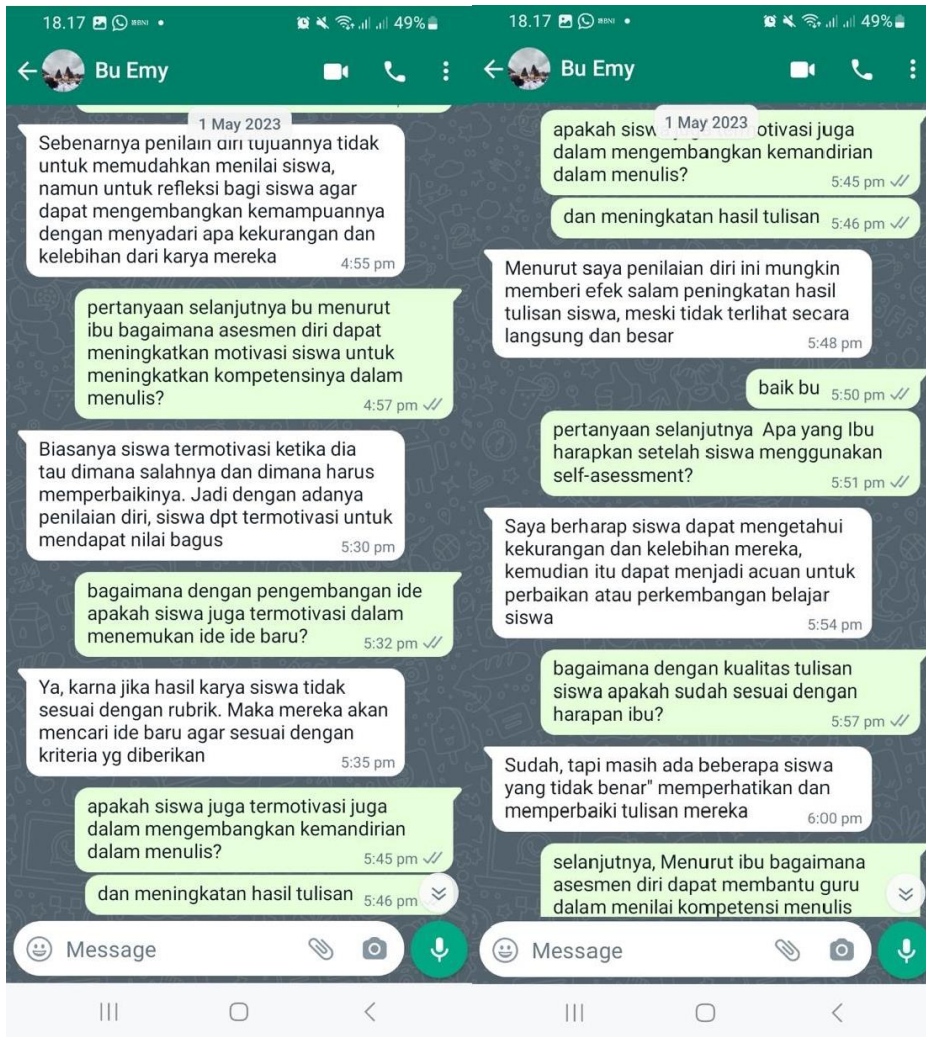 18.17
49%
Bu Emy
1 May 2023
Sebenarnya penilain diri tujuannya tidak
untuk memudahkan menilai siswa,
namun untuk refleksi bagi siswa agar
dapat mengembangkan kemampuannya
dengan menyadari apa kekurangan dan
kelebihan dari karya mereka
4:55 pm
pertanyaan selanjutnya bu menurut
ibu bagaimana asesmen diri dapat
meningkatkan motivasi siswa untuk
meningkatkan kompetensinya dalam
menulis?
4:57 pm
Biasanya siswa termotivasi ketika dia
tau dimana salahnya dan dimana harus
memperbaikinya. Jadi dengan adanya
penilaian diri, siswa dpt termotivasi untuk
mendapat nilai bagus
5:30 pm
bagaimana dengan pengembangan ide
apakah siswa juga termotivasi dalam
menemukan ide ide baru?
5:32 pm
Ya, karna jika hasil karya siswa tidak
sesuai dengan rubrik. Maka mereka akan
mencari ide baru agar sesuai dengan
kriteria yg diberikan
5:35 pm
apakah siswa juga termotivasi juga
dalam mengembangkan kemandirian
dalam menulis?
5:45 pm
dan meningkatan hasil tulisan
5:46 pm
Message
18.17
49%
Bu Emy
1 May 2023
apakah juga
dalam mengembangkan kemandirian
dalam menulis?
5:45 pm
dan meningkatan hasil tulisan
5:46 pm
Menurut saya penilaian diri ini mungkin
memberi efek salam peningkatan hasil
tulisan siswa, meski tidak terlihat secara
langsung dan besar
5:48 pm
baik bu
5:50 pm
pertanyaan selanjutnya Apa yang Ibu
harapkan setelah siswa menggunakan
self-asessment?
5:51 pm
Saya berharap siswa dapat mengetahui
kekurangan dan kelebihan mereka,
kemudian itu dapat menjadi acuan untuk
perbaikan atau perkembangan belajar
siswa
5:54 pm
bagaimana dengan kualitas tulisan
siswa apakah sudah sesuai dengan
harapan ibu?
5:57 pm
Sudah, tapi masih ada beberapa siswa
yang tidak benar" memperhatikan dan
memperbaiki tulisan mereka
6:00 pm
selanjutnya, Menurut ibu bagaimana
asesmen diri dapat membantu guru
dalam menilai kompetensi menulis
Message